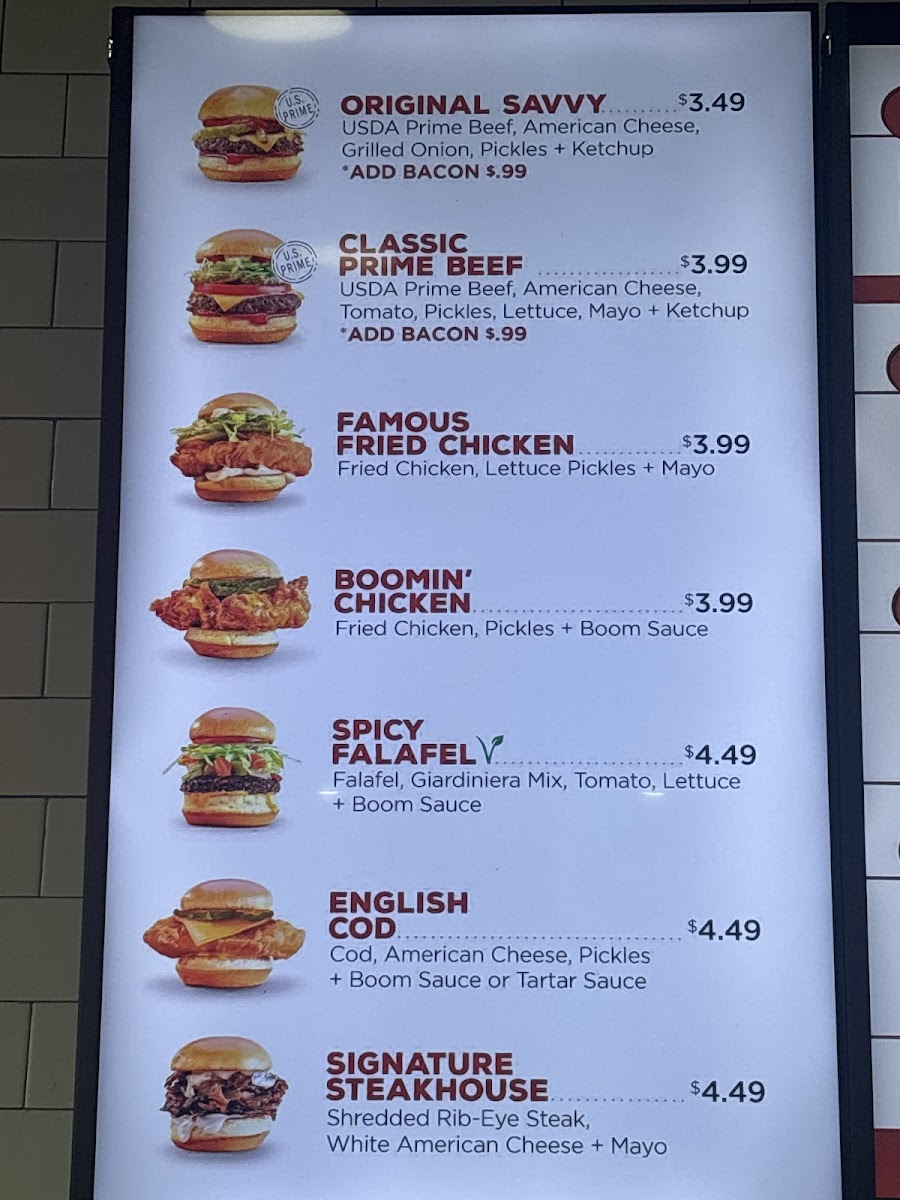 U.S. PRIME
ORIGINAL SAVVY.........$3.49
USDA Prime Beef, American Cheese,
Grilled Onion, Pickles + Ketchup
*ADD BACON $.99
U.S. PRIME
CLASSIC
PRIME BEEF ..................$3.99
USDA Prime Beef, American Cheese,
Tomato, Pickles, Lettuce, Mayo + Ketchup
*ADD BACON $.99
FAMOUS
FRIED CHICKEN.............$3.99
Fried Chicken, Lettuce Pickles + Mayo
BOOMIN'
CHICKEN...........................$3.99
Fried Chicken, Pickles + Boom Sauce
SPICY
FALAFEL........................$4.49
Falafel, Giardiniera Mix, Tomato, Lettuce
+ Boom Sauce
ENGLISH
COD....................................$4.49
Cod, American Cheese, Pickles
+ Boom Sauce or Tartar Sauce
SIGNATURE
STEAKHOUSE.................$4.49
Shredded Rib-Eye Steak,
White American Cheese + Mayo